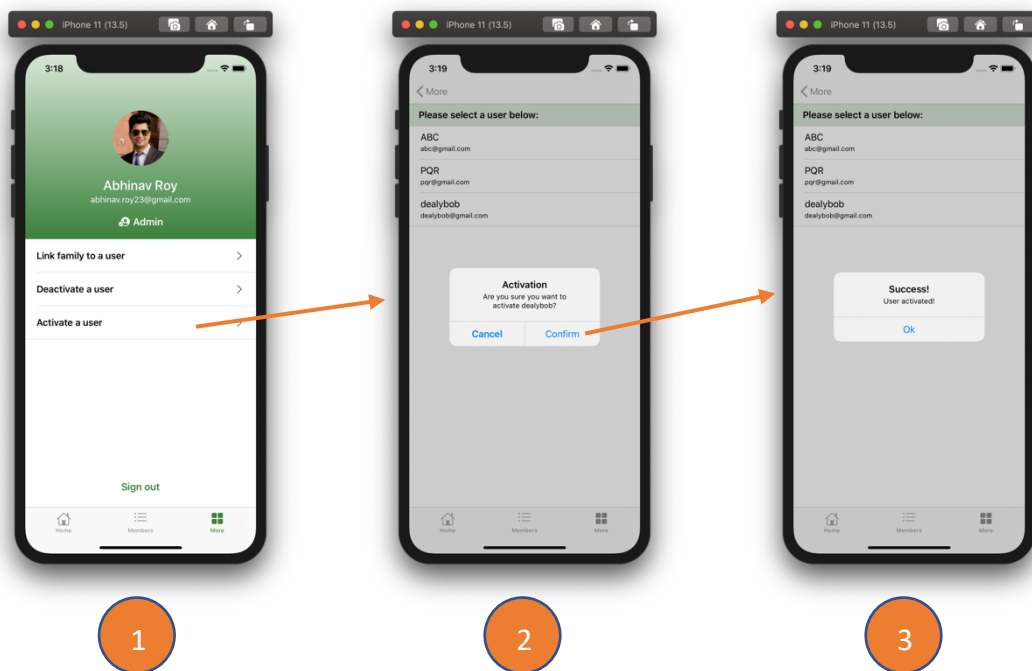 iPhone 11 (13.5)
3:18
Abhinav Roy
abhinav.roy23@gmail.com
Admin
Link family to a user
Deactivate a user
Activate a user
Sign out
Home
Members
More
1
iPhone 11 (13.5)
3:19
More
Please select a user below:
ABC
abc@gmail.com
PQR
pqr@gmail.com
dealybob
dealybob@gmail.com
Activation
Are you sure you want to
activate dealybob?
Cancel Confirm
Home
Members
More
2
iPhone 11 (13.5)
3:19
More
Please select a user below:
ABC
abc@gmail.com
PQR
pqr@gmail.com
dealybob
dealybob@gmail.com
Success!
User activated!
Ok
Home
Members
More
3